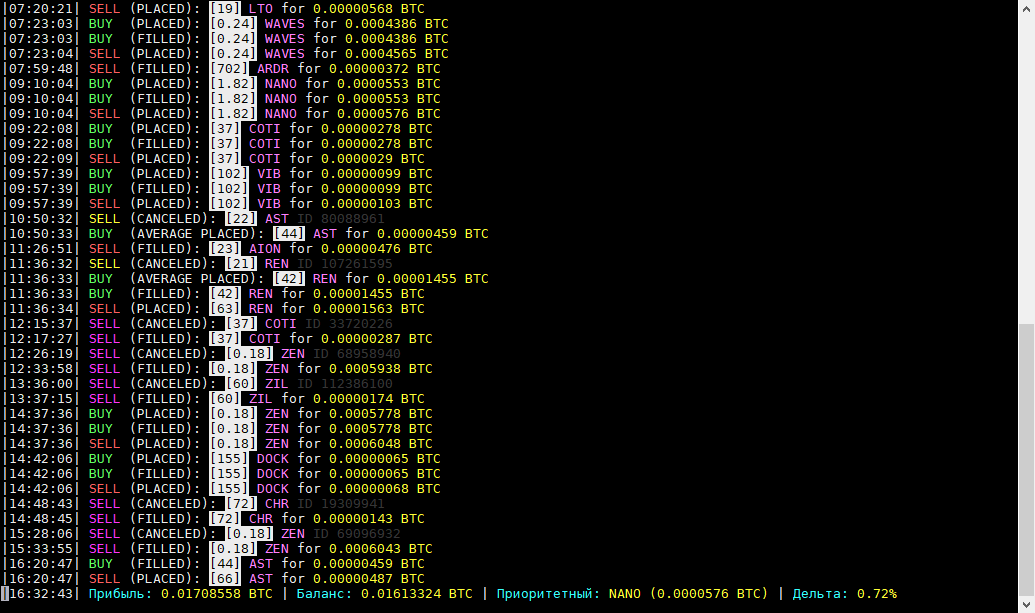 |07:20:21| SELL (PLACED): [19] LTO for 0.00000568 BTC
|07:23:03| BUY (PLACED): [0.24] WAVES for 0.0004386 BTC
|07:23:03| BUY (FILLED): [0.24] WAVES for 0.0004386 BTC
|07:23:04| SELL (PLACED): [0.24] WAVES for 0.0004565 BTC
|07:59:48| SELL (FILLED): [702] ARDR for 0.00000372 BTC
|09:10:04| BUY (PLACED): [1.82] NANO for 0.0000553 BTC
|09:10:04| BUY (FILLED): [1.82] NANO for 0.0000553 BTC
|09:10:04| SELL (PLACED): [1.82] NANO for 0.0000576 BTC
|09:22:08| BUY (PLACED): [37] COTI for 0.00000278 BTC
|09:22:08| BUY (FILLED): [37] COTI for 0.00000278 BTC
|09:22:09| SELL (PLACED): [37] COTI for 0.0000029 BTC
|09:57:39| BUY (PLACED): [102] VIB for 0.00000099 BTC
|09:57:39| BUY (FILLED): [102] VIB for 0.00000099 BTC
|09:57:39| SELL (PLACED): [102] VIB for 0.00000103 BTC
|10:50:32| SELL (CANCELED): [22] AST ID 80088961
|10:50:33| BUY (AVERAGE PLACED): [44] AST for 0.00000459 BTC
|11:26:51| SELL (FILLED): [23] AION for 0.00000476 BTC
|11:36:32| SELL (CANCELED): [21] REN ID 107261595
|11:36:33| BUY (AVERAGE PLACED): [42] REN for 0.00001455 BTC
|11:36:33| BUY (FILLED): [42] REN for 0.00001455 BTC
|11:36:34| SELL (PLACED): [63] REN for 0.00001563 BTC
|12:15:37| SELL (CANCELED): [37] COTI ID 33720226
|12:17:27| SELL (FILLED): [37] COTI for 0.00000287 BTC
|12:26:19| SELL (CANCELED): [0.18] ZEN ID 68958940
|12:33:58| SELL (FILLED): [0.18] ZEN for 0.0005938 BTC
|13:36:00| SELL (CANCELED): [60] ZIL ID 112386100
|13:37:15| SELL (FILLED): [60] ZIL for 0.00000174 BTC
|14:37:36| BUY (PLACED): [0.18] ZEN for 0.0005778 BTC
|14:37:36| BUY (FILLED): [0.18] ZEN for 0.0005778 BTC
|14:37:36| SELL (PLACED): [0.18] ZEN for 0.0006048 BTC
|14:42:06| BUY (PLACED): [155] DOCK for 0.00000065 BTC
|14:42:06| BUY (FILLED): [155] DOCK for 0.00000065 BTC
|14:42:06| SELL (PLACED): [155] DOCK for 0.00000068 BTC
|14:48:43| SELL (CANCELED): [72] CHR ID 19309941
|14:48:45| SELL (FILLED): [72] CHR for 0.00000143 BTC
|15:28:06| SELL (CANCELED): [0.18] ZEN ID 69096932
|15:33:55| SELL (FILLED): [0.18] ZEN for 0.0006043 BTC
|16:20:47| BUY (FILLED): [44] AST for 0.00000459 BTC
|16:20:47| SELL (PLACED): [66] AST for 0.00000487 BTC
|16:32:43| Прибыль: 0.01708558 BTC | Баланс: 0.01613324 BTC | Приоритетный: NANO (0.0000576 BTC) | Дельта: 0.72%